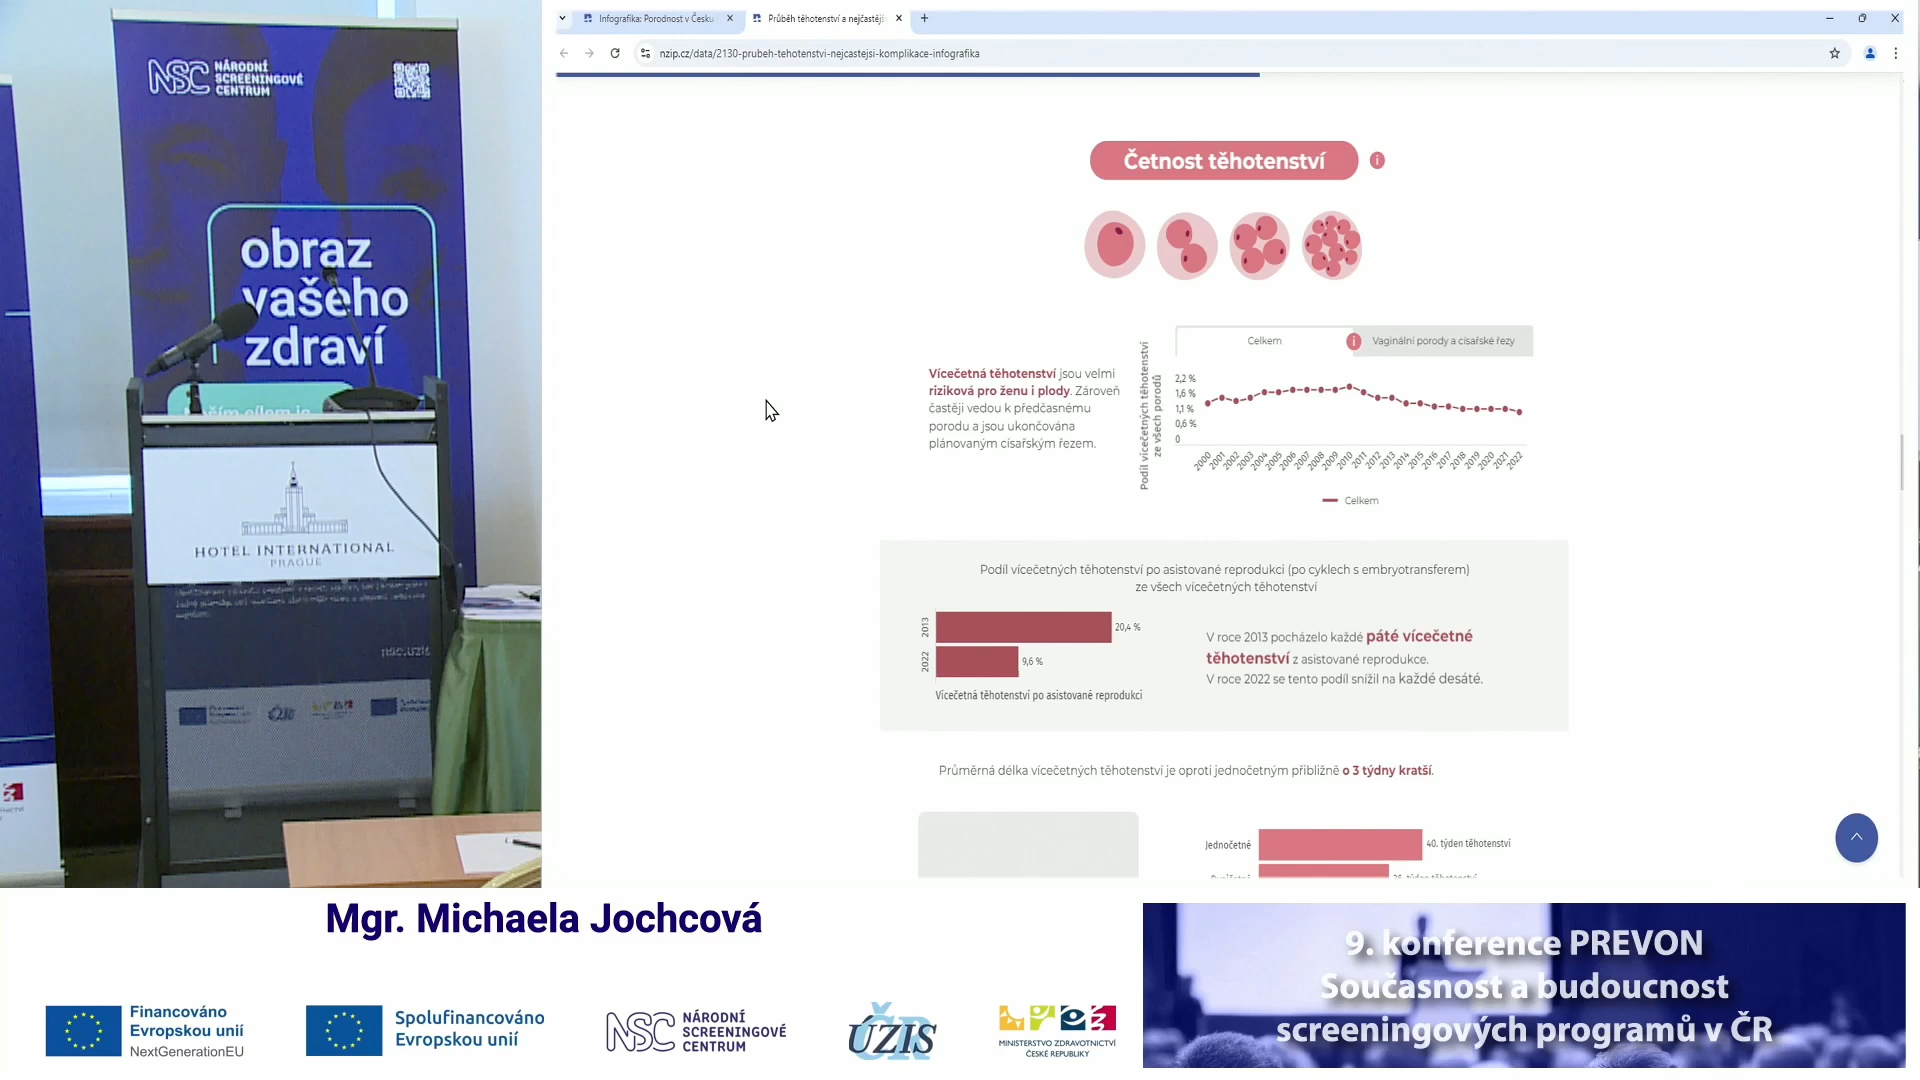 NSC NÁRODNÍ
SCREENINGOVÉ
CENTRUM
obraz
vašeho
zdraví
HOTEL INTERNATIONAL
PRAGUE
nsc.uzis
Infografika: Porodnost v Česku
Průběh těhotenství a nejčastějš
nzip.cz/data/2130-prubeh-tehotenstvi-nejcastejsi-komplikace-infografika
Četnost těhotenství
i
Vícečetná těhotenství jsou velmi
riziková pro ženu i plody. Zároveň
častěji vedou k předčasnému
porodu a jsou ukončována
plánovaným císařským řezem.
Podíl vícečetných těhotenství
ze všech porodů
Celkem
i
Vaginální porody a císařské řezy
2,2 %
1,6 %
1,1 %
0,6 %
0
2000 2001 2002 2003 2004 2005 2006 2007 2008 2009 2010 2011 2012 2013 2014 2015 2016 2017 2018 2019 2020 2021 2022
Celkem
Podíl vícečetných těhotenství po asistované reprodukci (po cyklech s embryotransferem)
ze všech vícečetných těhotenství
2013
20,4 %
2022
9,6 %
Vícečetná těhotenství po asistované reprodukci
V roce 2013 pocházelo každé páté vícečetné
těhotenství z asistované reprodukce.
V roce 2022 se tento podíl snížil na každé desáté.
Průměrná délka vícečetných těhotenství je oproti jednočetným přibližně o 3 týdny kratší.
Jednočetné
40. týden těhotenství
Mgr. Michaela Jochcová
Financováno
Evropskou unií
NextGenerationEU
Spolufinancováno
Evropskou unií
NSC NÁRODNÍ
SCREENINGOVÉ
CENTRUM
ÚZIS
ČR
MINISTERSTVO ZDRAVOTNICTVÍ
ČESKÉ REPUBLIKY
9. konference PREVON
Současnost a budoucnost
screeningových programů v ČR